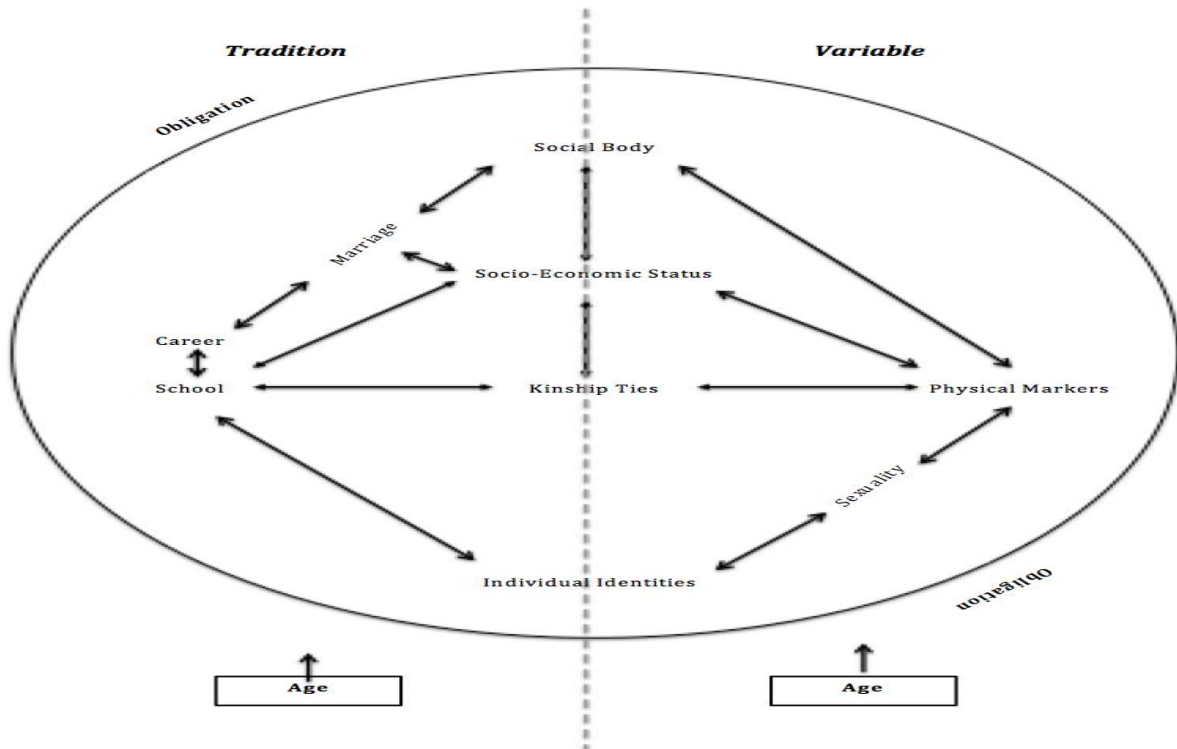 Tradition
Variable
Obligation
Social Body
Marriage
Socio-Economic Status
Career
School
Kinship Ties
Physical Markers
Sexuality
Individual Identities
Obligation
Age
Age